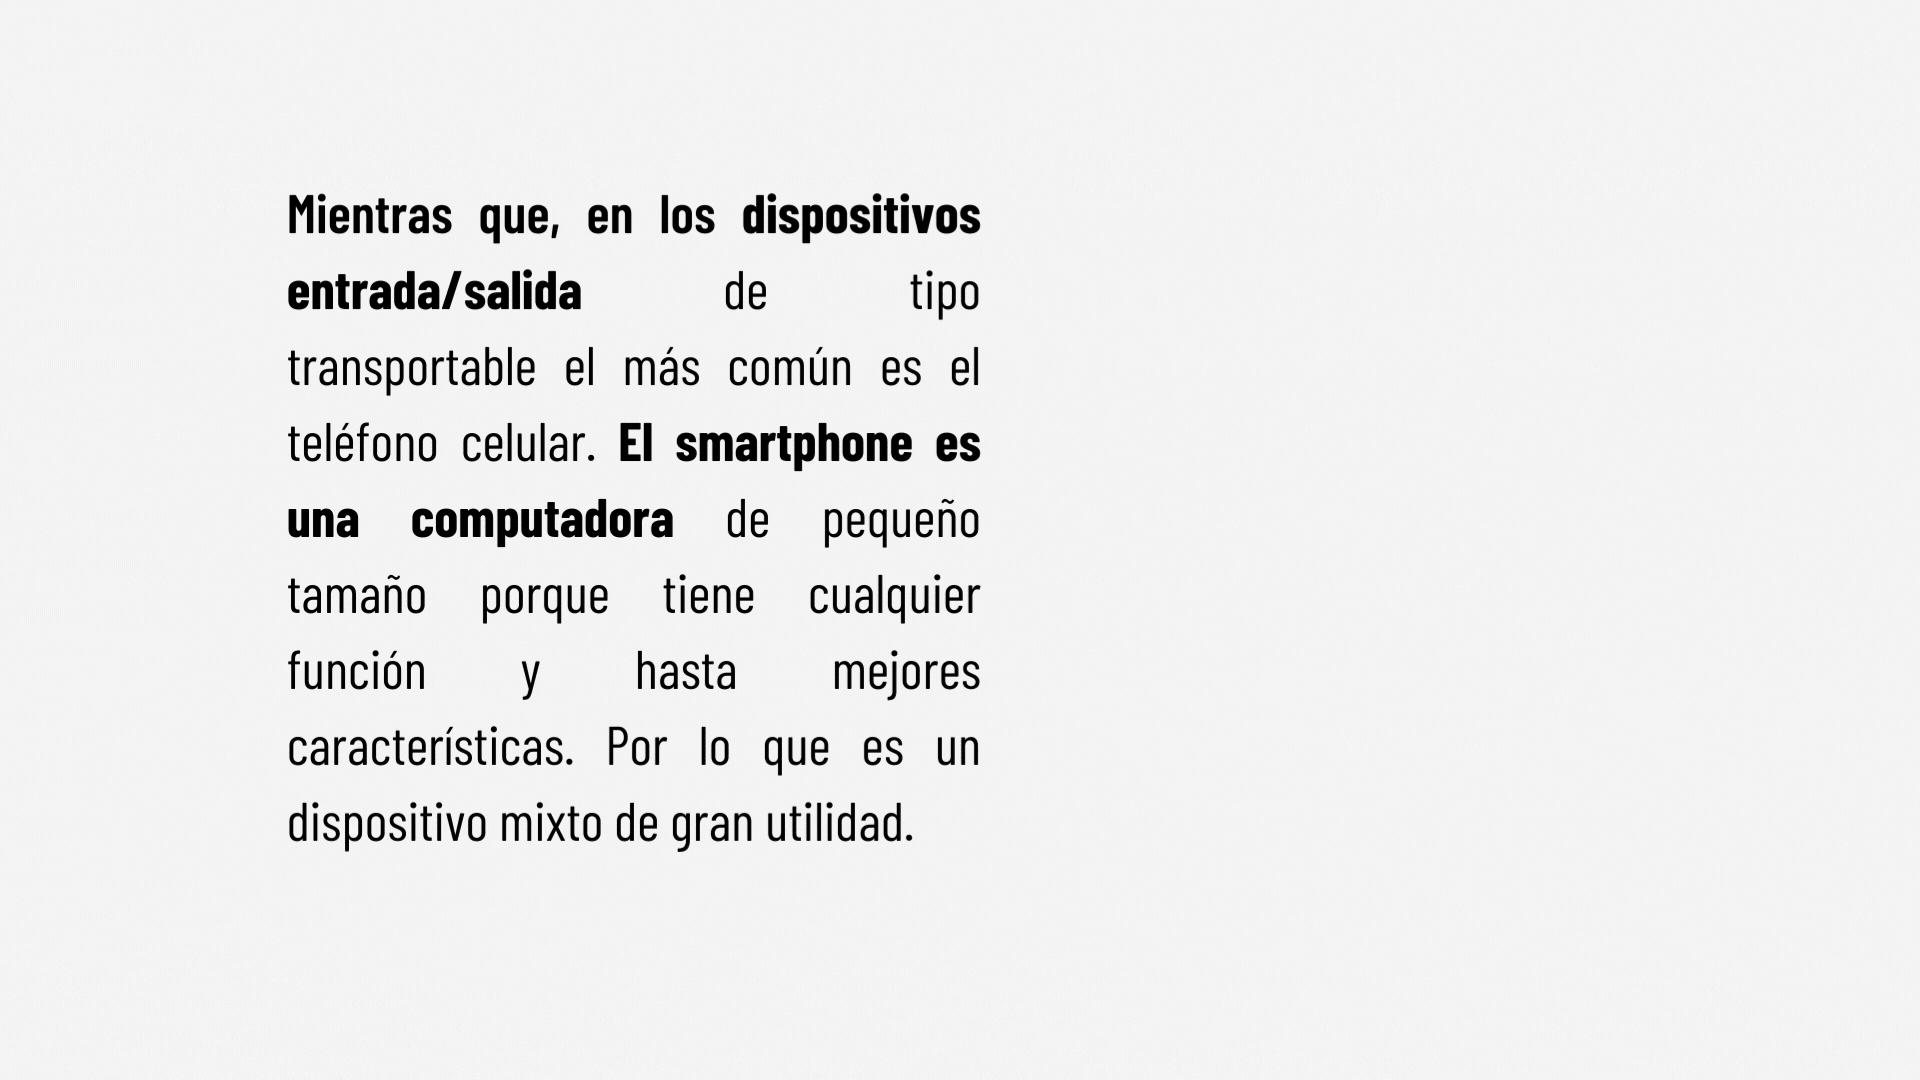 Mientras que, en los dispositivos
entrada/salida de tipo
transportable el más común es el
teléfono celular. El smartphone es
una computadora de pequeño
tamaño porque tiene cualquier
función y hasta mejores
características. Por lo que es un
dispositivo mixto de gran utilidad.